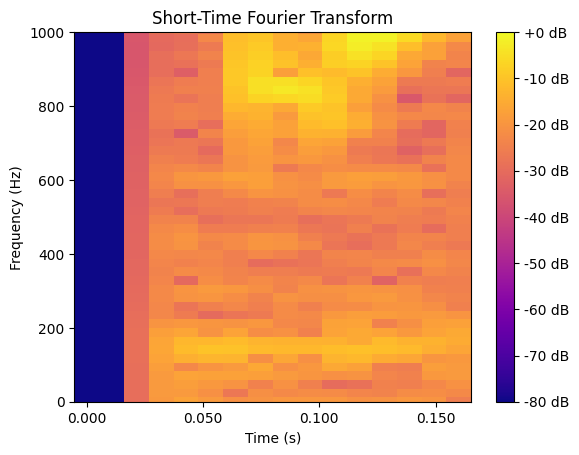 Short-Time Fourier Transform
1000
800
600
400
200
0
Frequency (Hz)
0.000
0.050
0.100
0.150
Time (s)
+0 dB
-10 dB
-20 dB
-30 dB
-40 dB
-50 dB
-60 dB
-70 dB
-80 dB